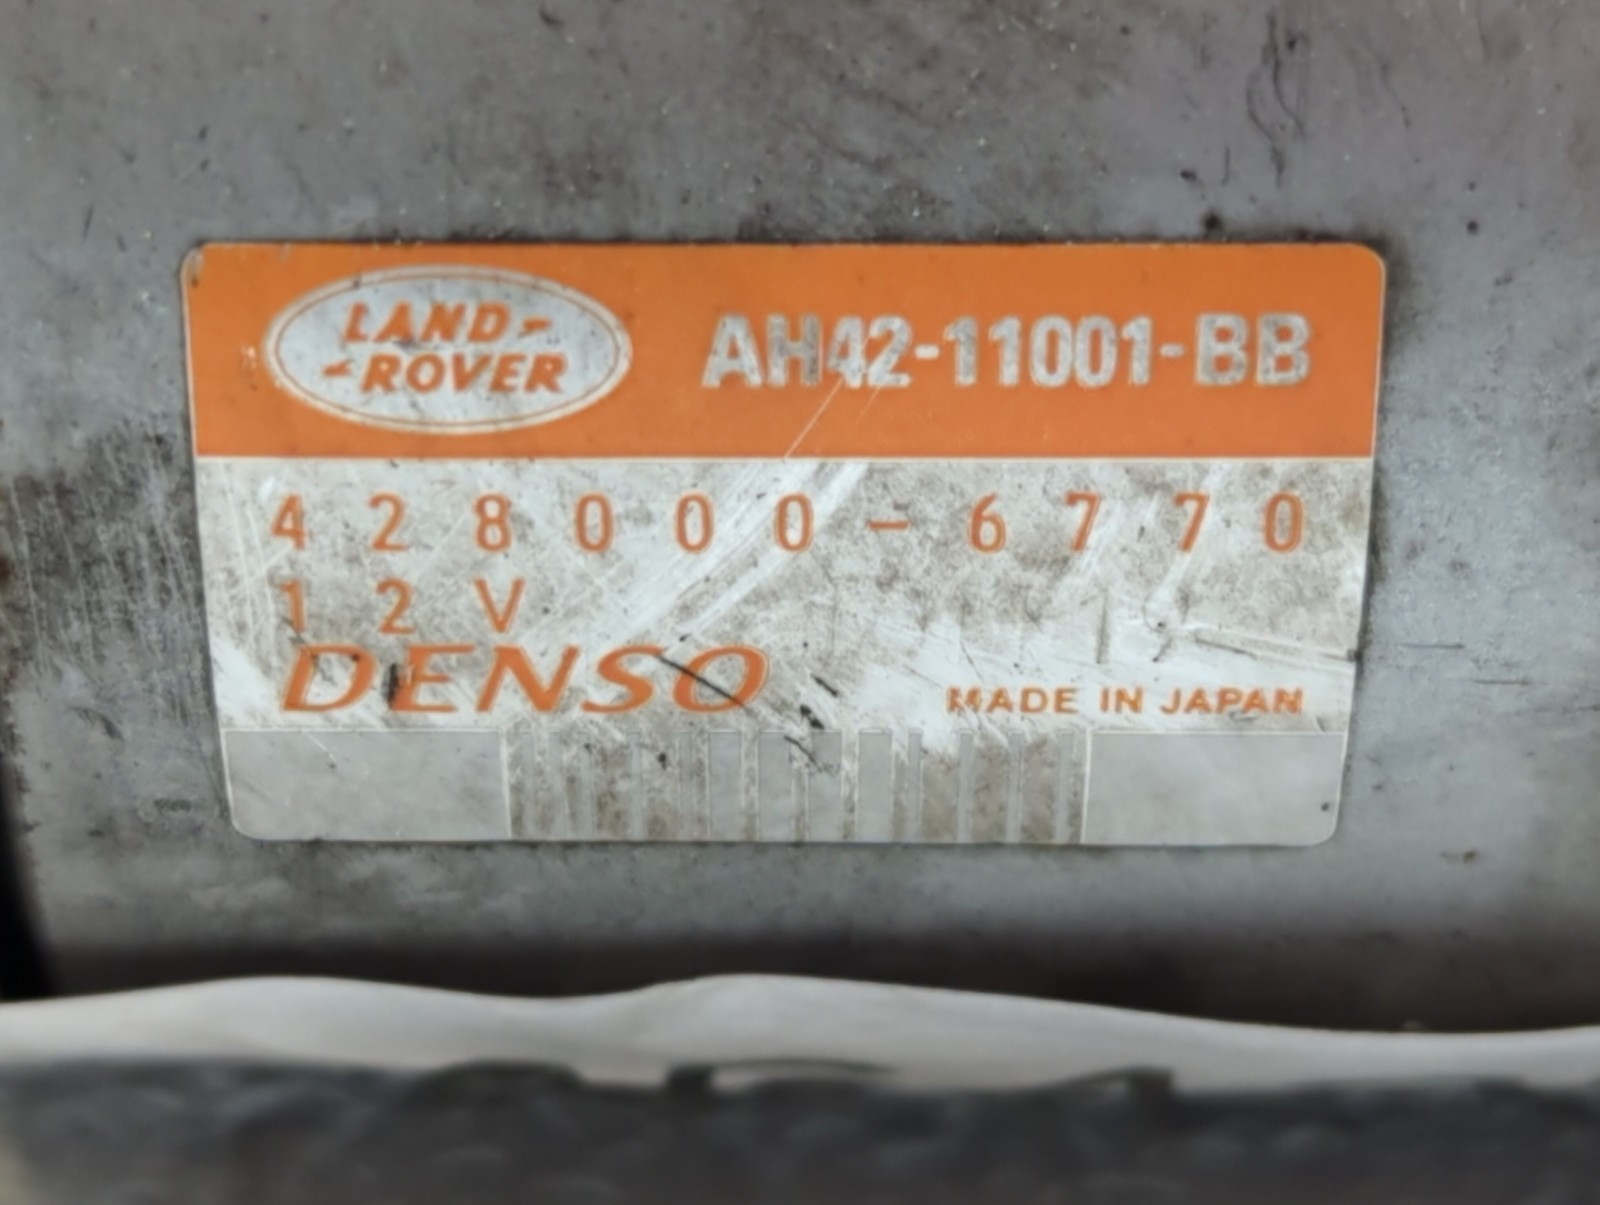 LAND-
-ROVER
AH42-11001-BB
428000-6770
12V
DENSO
MADE IN JAPAN